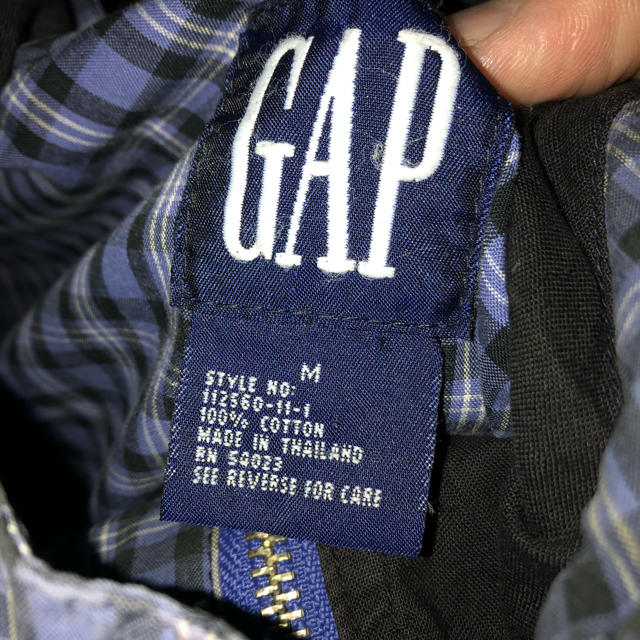 GAP
M
STYLE NO.
112560-11-1
100% COTTON
MADE IN THAILAND
RN 54023
SEE REVERSE FOR CARE